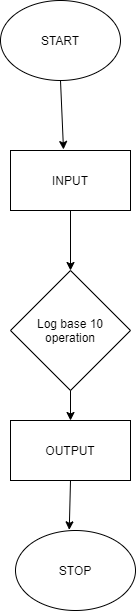 START
INPUT
Log base 10
operation
OUTPUT
STOP